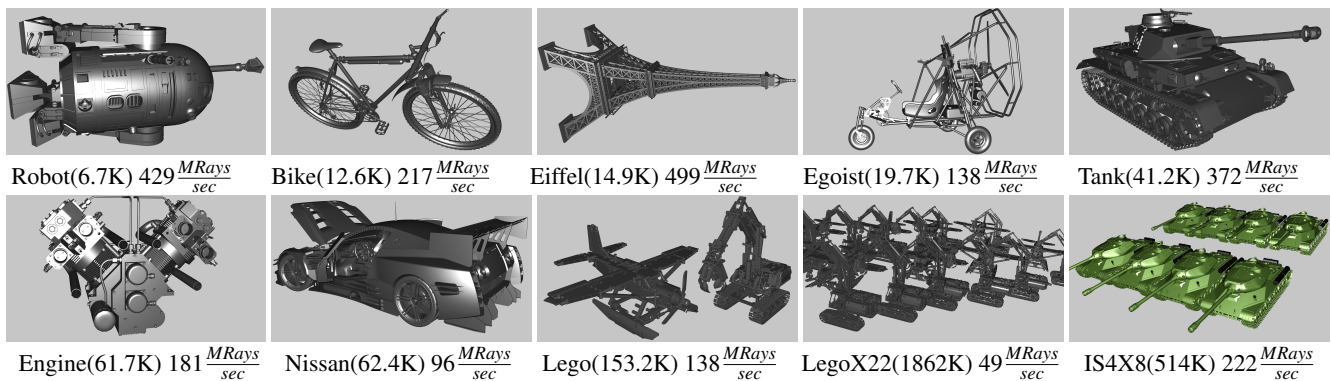 Robot(6.7K) 429 MRays/sec Bike(12.6K) 217 MRays/sec Eiffel(14.9K) 499 MRays/sec Egoist(19.7K) 138 MRays/sec Tank(41.2K) 372 MRays/sec
Engine(61.7K) 181 MRays/sec Nissan(62.4K) 96 MRays/sec Lego(153.2K) 138 MRays/sec LegoX22(1862K) 49 MRays/sec IS4X8(514K) 222 MRays/sec